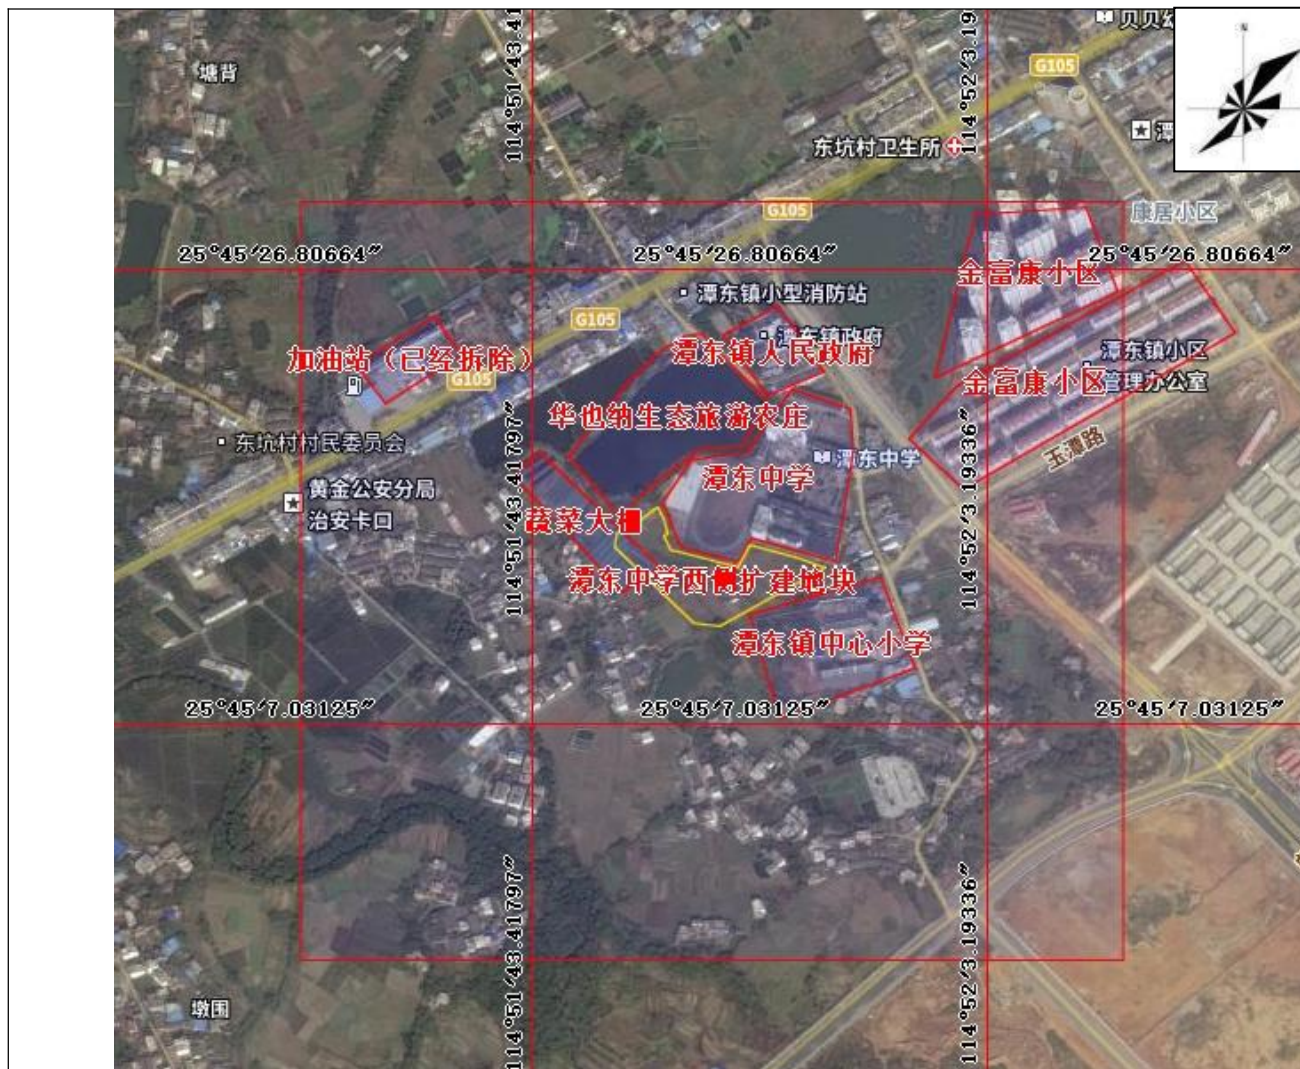 114°51′43.41
114°52′3.19
贝贝
G105
N
塘背
东坑村卫生所
潭
G105
康居小区
25°45′26.80664″
25°45′26.80664″
25°45′26.80664″
金富康小区
潭东镇小型消防站
G105
潭东镇政府
潭东镇人民政府
加油站（已经拆除）
G105
潭东镇小区
管理办公室
金富康小区
华也纳生态旅游农庄
东坑村村民委员会
玉潭路
潭东中学
潭东中学
黄金公安分局
治安卡口
114°51′43.41797″
114°52′3.19336″
蔬菜大棚
潭东中学西侧扩建地块
潭东镇中心小学
25°45′7.03125″
25°45′7.03125″
25°45′7.03125″
114°51′43.41797″
114°52′3.19336″
墩围